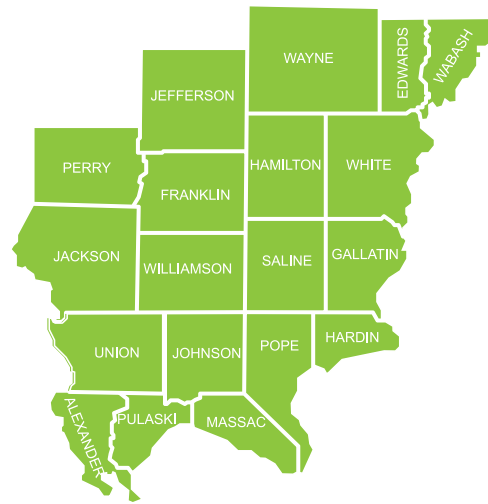 WAYNE
EDWARDS
WABASH
JEFFERSON
PERRY
FRANKLIN
HAMILTON
WHITE
JACKSON
WILLIAMSON
SALINE
GALLATIN
UNION
JOHNSON
POPE
HARDIN
ALEXANDER
PULASKI
MASSAC